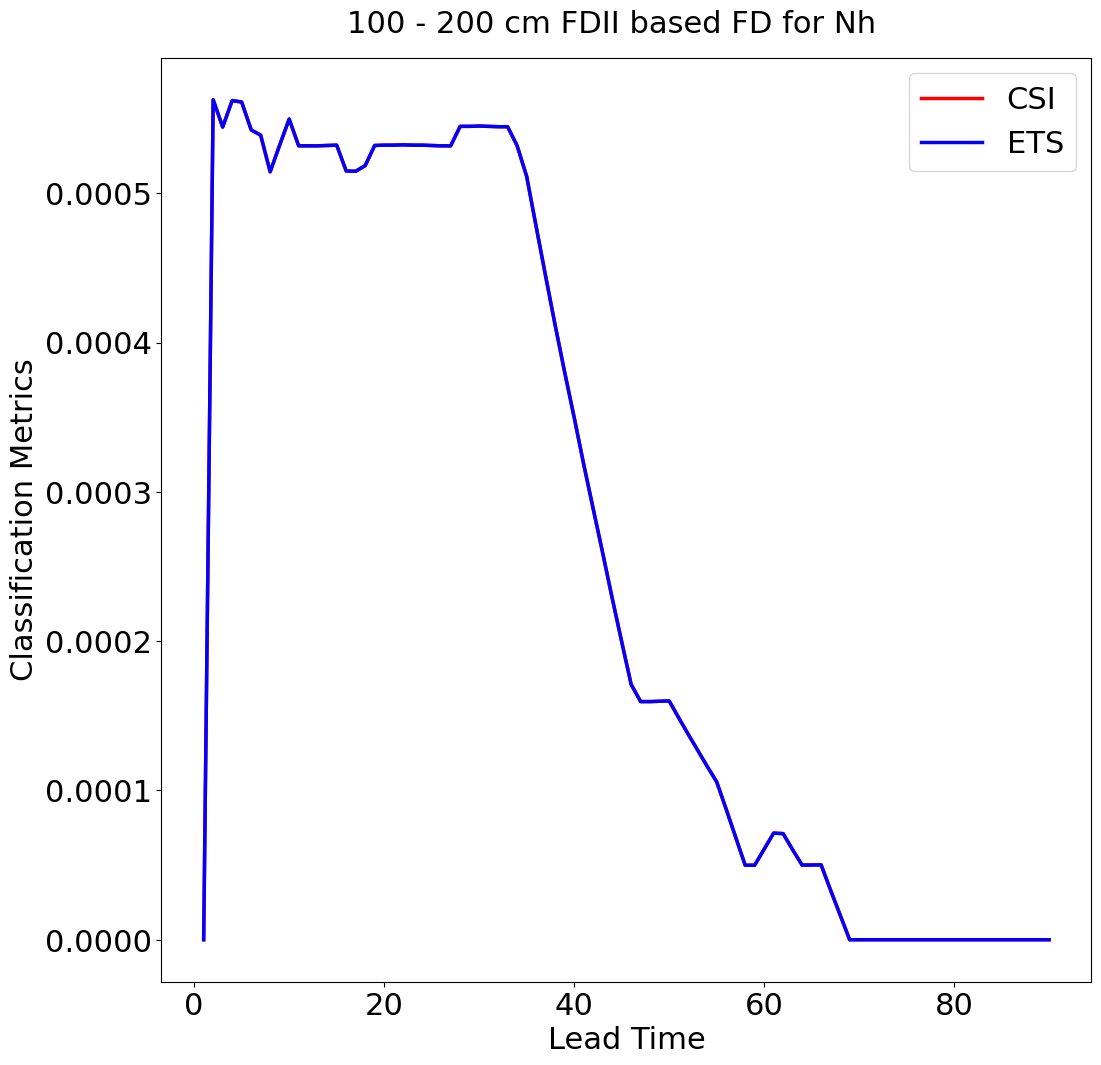 100 - 200 cm FDII based FD for Nh
CSI
ETS
Classification Metrics
0.0005
0.0004
0.0003
0.0002
0.0001
0.0000
0 20 40 60 80
Lead Time